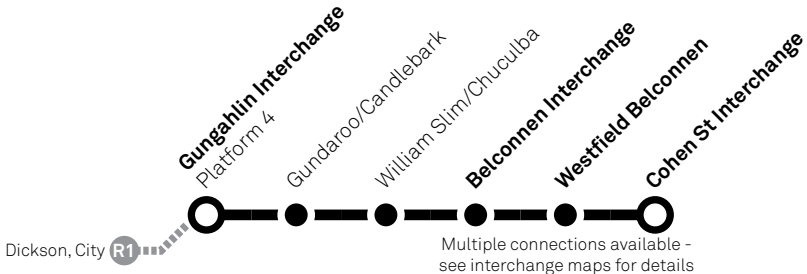 Gungahlin Interchange
Platform 4
Gundaroo/Candlebark
William Slim/Chuculba
Belconnen Interchange
Westfield Belconnen
Cohen St Interchange
Dickson, City R1
Multiple connections available -
see interchange maps for details